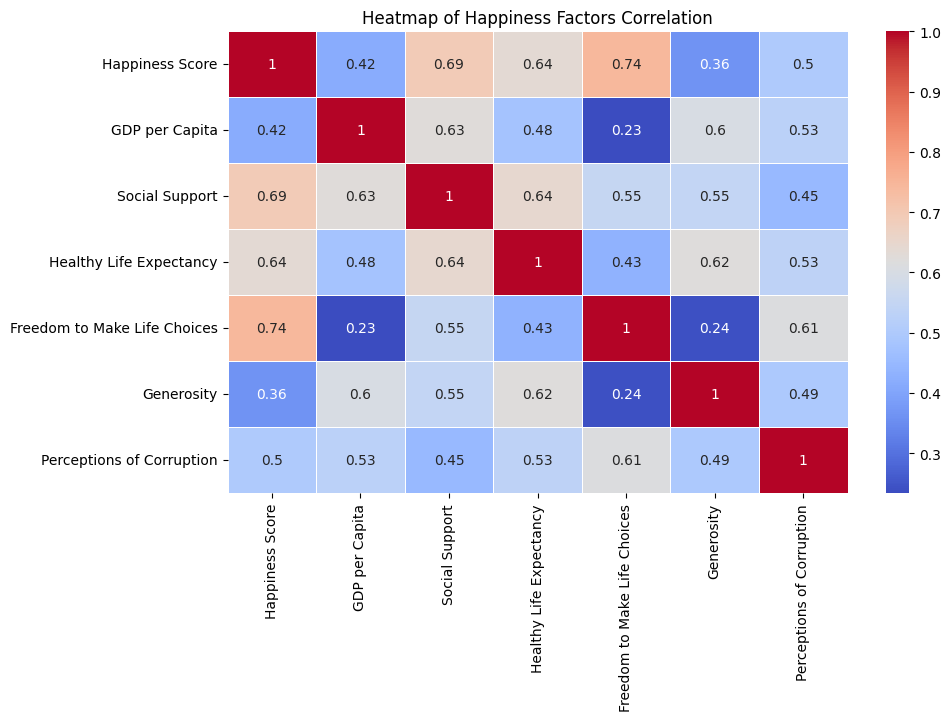 Heatmap of Happiness Factors Correlation
Happiness Score 1 0.42 0.69 0.64 0.74 0.36 0.5
GDP per Capita 0.42 1 0.63 0.48 0.23 0.6 0.53
Social Support 0.69 0.63 1 0.64 0.55 0.55 0.45
Healthy Life Expectancy 0.64 0.48 0.64 1 0.43 0.62 0.53
Freedom to Make Life Choices 0.74 0.23 0.55 0.43 1 0.24 0.61
Generosity 0.36 0.6 0.55 0.62 0.24 1 0.49
Perceptions of Corruption 0.5 0.53 0.45 0.53 0.61 0.49 1
Happiness Score
GDP per Capita
Social Support
Healthy Life Expectancy
Freedom to Make Life Choices
Generosity
Perceptions of Corruption
1.0
0.9
0.8
0.7
0.6
0.5
0.4
0.3